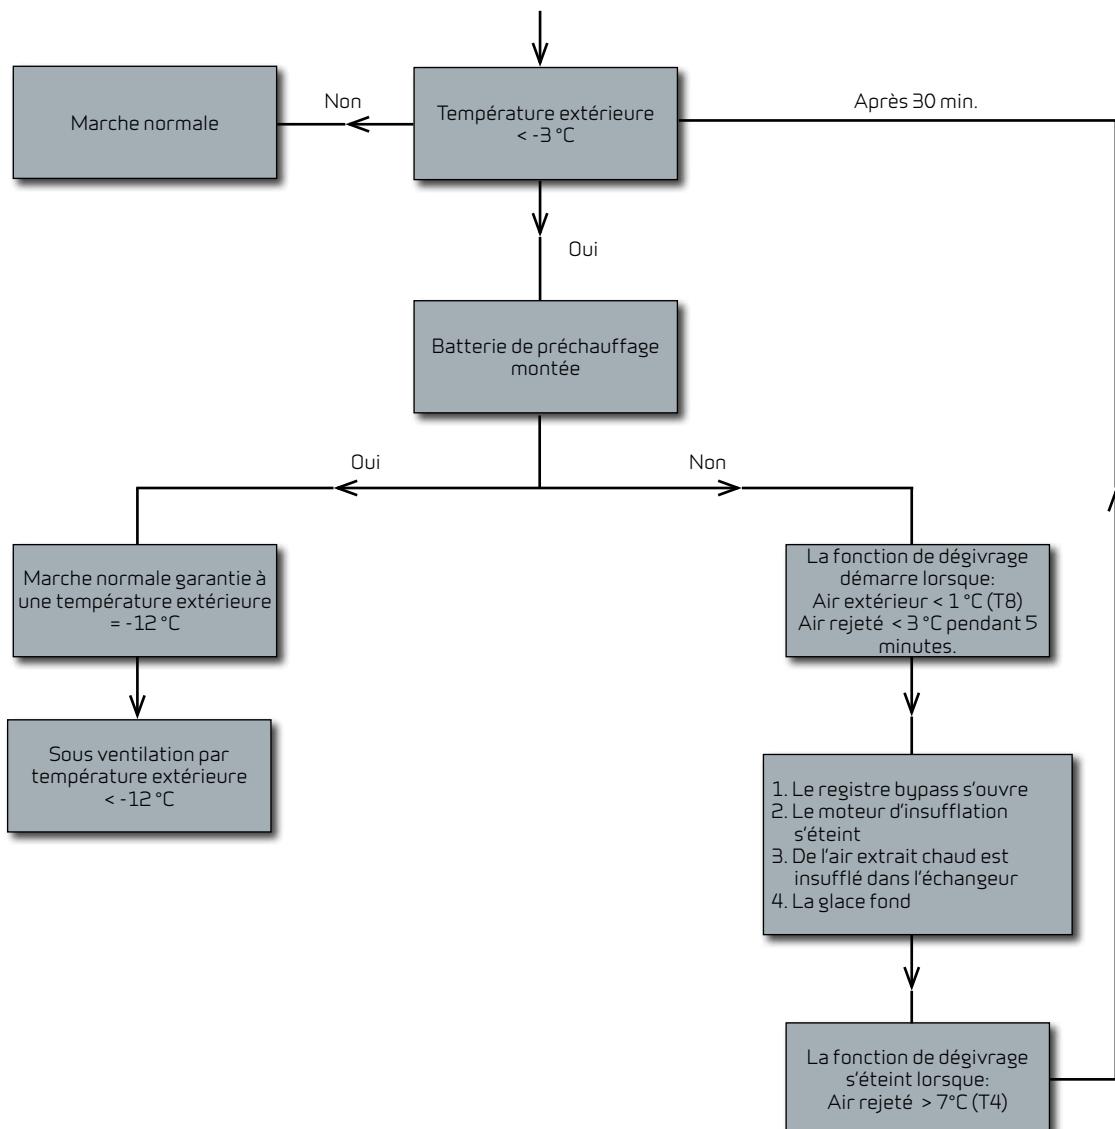 Après 30 min.
Non
Température extérieure
< -3 °C
Marche normale
Oui
Batterie de préchauffage
montée
Oui
Non
Marche normale garantie à
une température extérieure
= -12 °C
La fonction de dégivrage
démarre lorsque:
Air extérieur < 1 °C (T8)
Air rejeté < 3 °C pendant 5
minutes.
Sous ventilation par
température extérieure
< -12 °C
1. Le registre bypass s'ouvre
2. Le moteur d'insufflation
s'éteint
3. De l'air extrait chaud est
insufflé dans l'échangeur
4. La glace fond
La fonction de dégivrage
s'éteint lorsque:
Air rejeté > 7°C (T4)